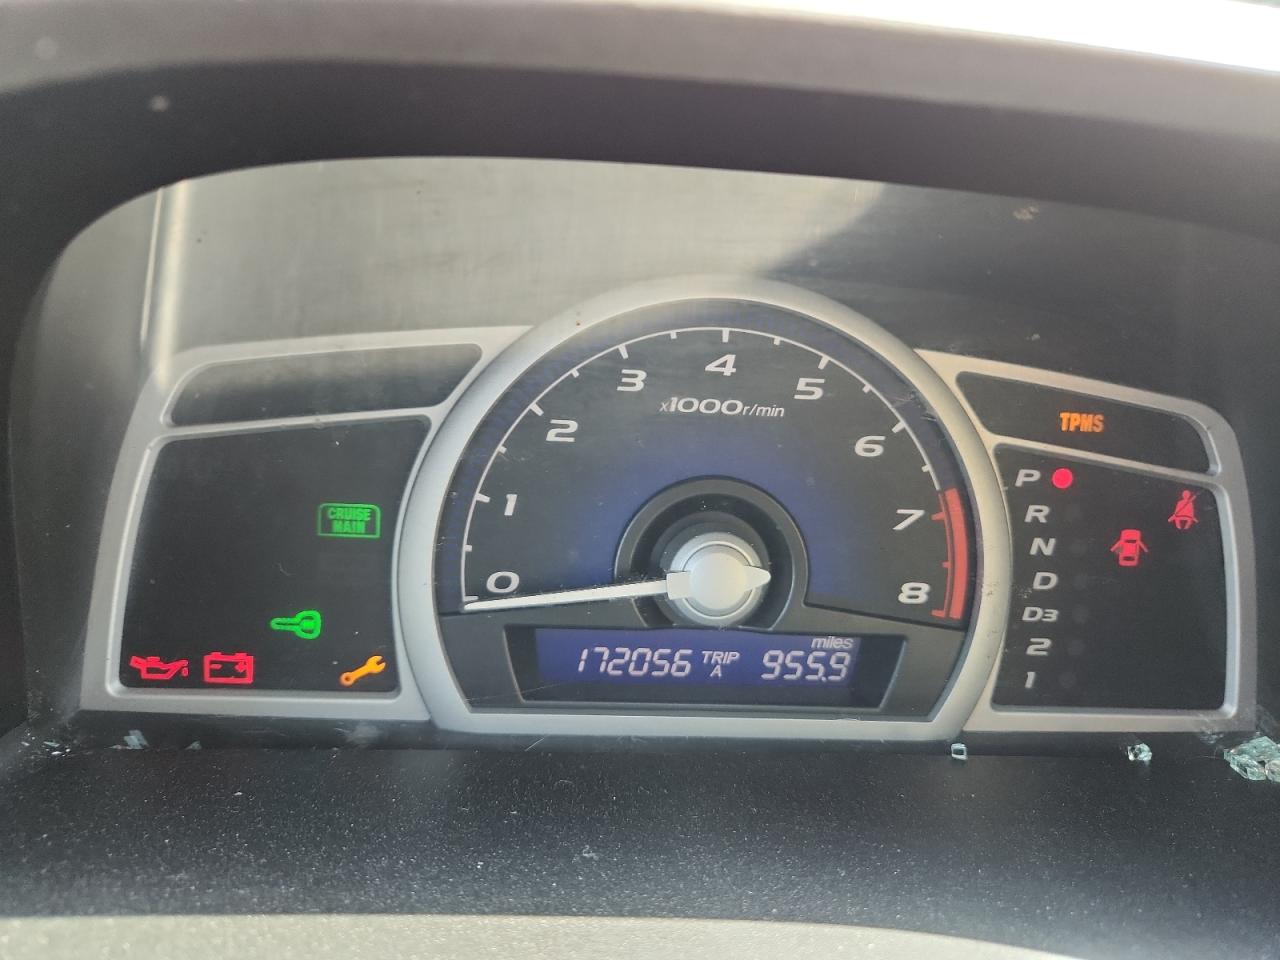 4
3
5
x1000r/min
2
6
TPMS
P
1
7
CRUISE
MAIN
R
N
0
8
D
D3
miles
2
172056 TRIP A 955.9
1